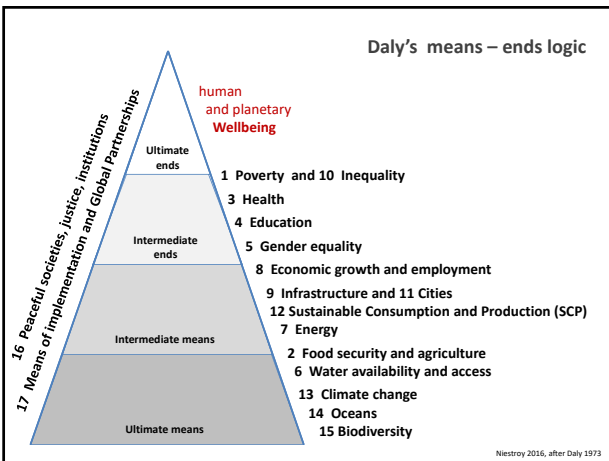 Daly's means – ends logic
human
and planetary
Wellbeing
16 Peaceful societies, justice, institutions
17 Means of implementation and Global Partnerships
Ultimate
ends
1 Poverty and 10 Inequality
3 Health
4 Education
5 Gender equality
Intermediate
ends
8 Economic growth and employment
9 Infrastructure and 11 Cities
12 Sustainable Consumption and Production (SCP)
7 Energy
Intermediate means
2 Food security and agriculture
6 Water availability and access
13 Climate change
14 Oceans
15 Biodiversity
Ultimate means
Niestroy 2016, after Daly 1973